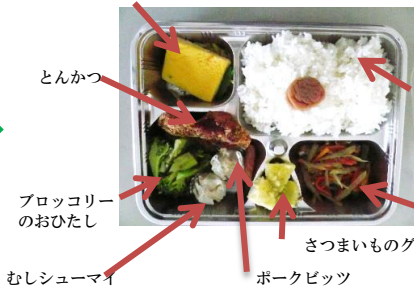 とんかつ
ブロッコリー
のおひたし
さつまいものグ
むしシューマイ
ポークビッツ